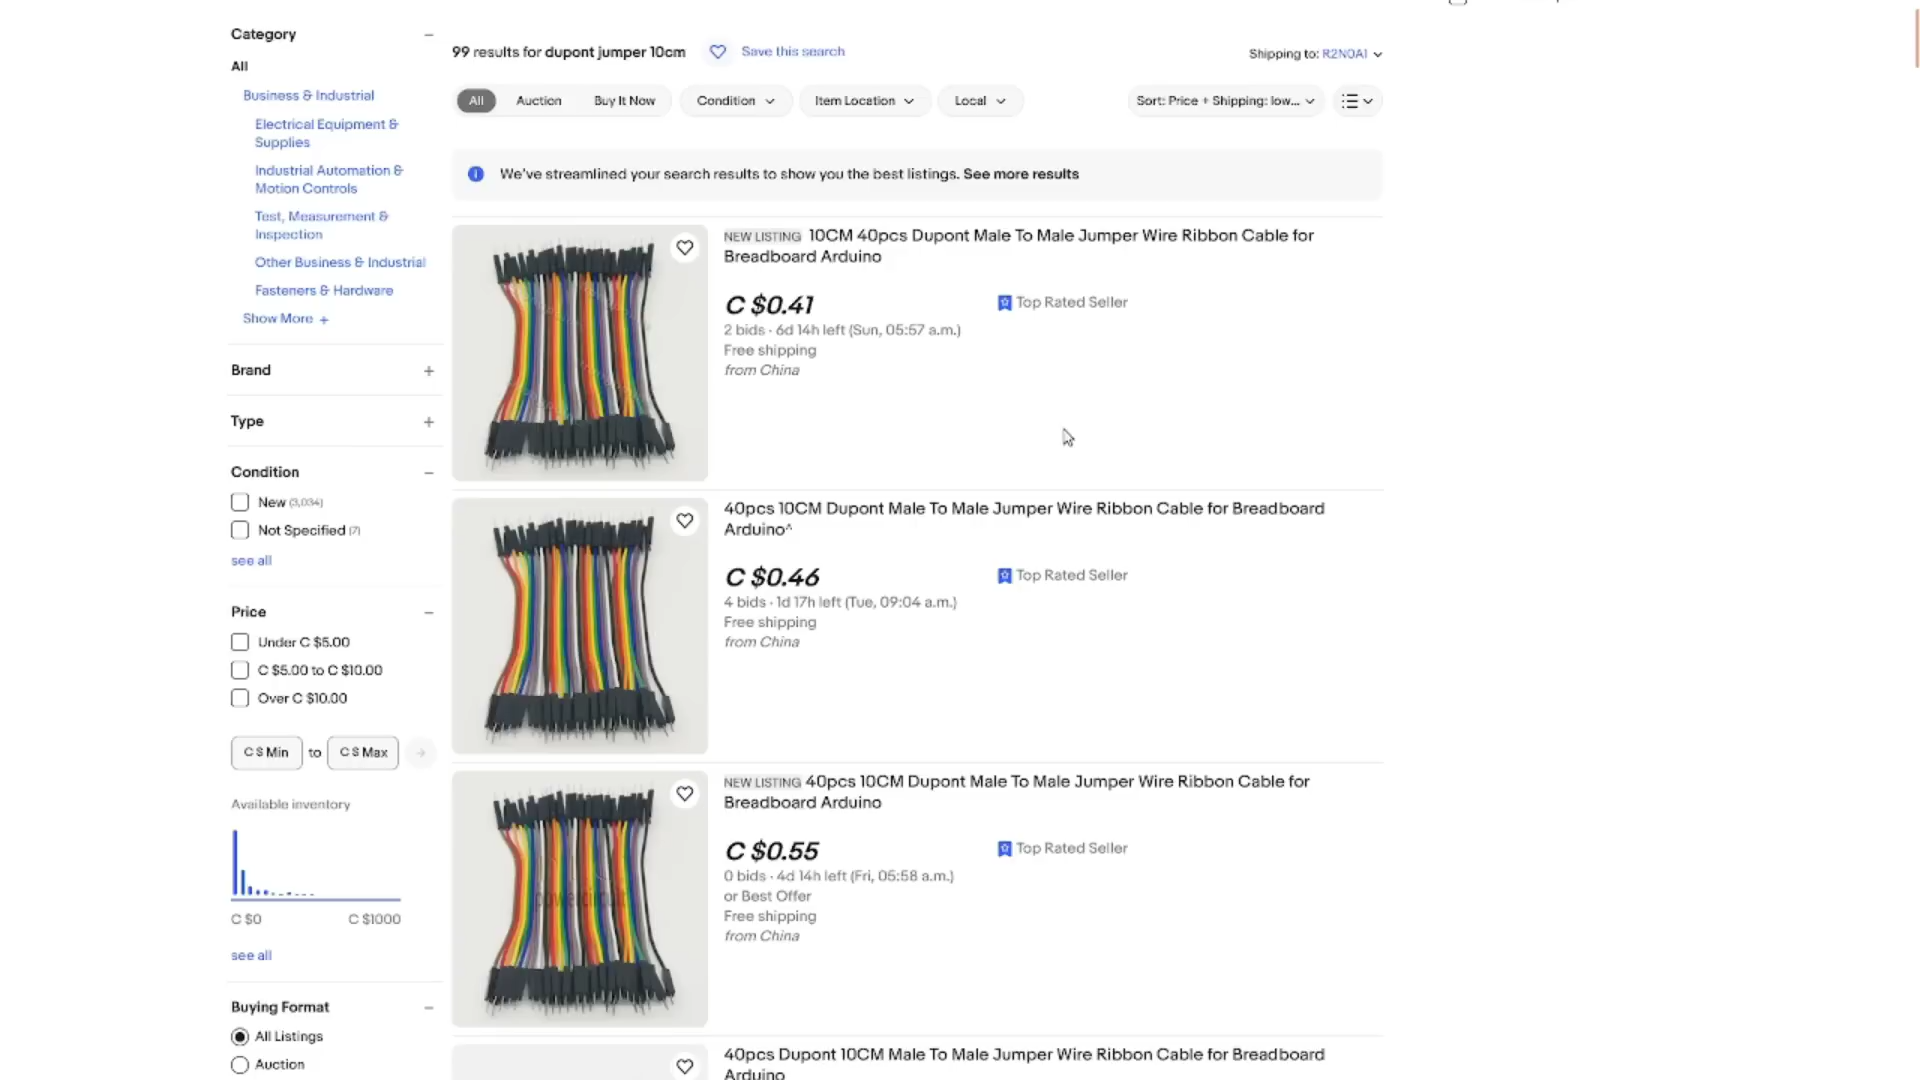 Category
All
Business & Industrial
Electrical Equipment &
Supplies
Industrial Automation &
Motion Controls
Test, Measurement &
Inspection
Other Business & Industrial
Fasteners & Hardware
Show More +
Brand
Type
Condition
New (3,034)
Not Specified (7)
see all
Price
Under C $5.00
C $5.00 to C $10.00
Over C $10.00
C $ Min to C $ Max
Available inventory
C $0 C $1000
see all
Buying Format
All Listings
Auction
99 results for dupont jumper 10cm
Save this search
Shipping to: R2N0A1
All Auction Buy It Now Condition Item Location Local
Sort: Price + Shipping: low...
We've streamlined your search results to show you the best listings. See more results
NEW LISTING 10CM 40pcs Dupont Male To Male Jumper Wire Ribbon Cable for
Breadboard Arduino
C $0.41
Top Rated Seller
2 bids · 6d 14h left (Sun, 05:57 a.m.)
Free shipping
from China
40pcs 10CM Dupont Male To Male Jumper Wire Ribbon Cable for Breadboard
Arduino^
C $0.46
Top Rated Seller
4 bids · 1d 17h left (Tue, 09:04 a.m.)
Free shipping
from China
NEW LISTING 40pcs 10CM Dupont Male To Male Jumper Wire Ribbon Cable for
Breadboard Arduino
C $0.55
Top Rated Seller
0 bids · 4d 14h left (Fri, 05:58 a.m.)
or Best Offer
Free shipping
from China
powercircuit
40pcs Dupont 10CM Male To Male Jumper Wire Ribbon Cable for Breadboard
Arduino